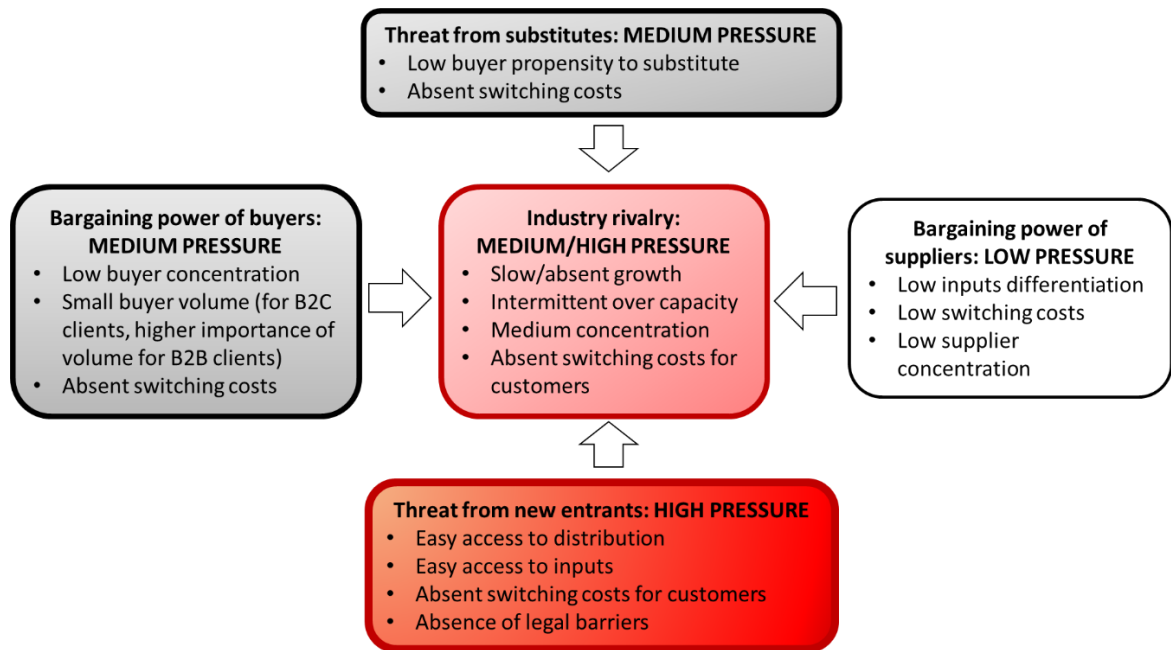 Threat from substitutes: MEDIUM PRESSURE
• Low buyer propensity to substitute
• Absent switching costs
Bargaining power of buyers:
MEDIUM PRESSURE
• Low buyer concentration
• Small buyer volume (for B2C
clients, higher importance of
volume for B2B clients)
• Absent switching costs
Industry rivalry:
MEDIUM/HIGH PRESSURE
• Slow/absent growth
• Intermittent over capacity
• Medium concentration
• Absent switching costs for
customers
Bargaining power of
suppliers: LOW PRESSURE
• Low inputs differentiation
• Low switching costs
• Low supplier
concentration
Threat from new entrants: HIGH PRESSURE
• Easy access to distribution
• Easy access to inputs
• Absent switching costs for customers
• Absence of legal barriers